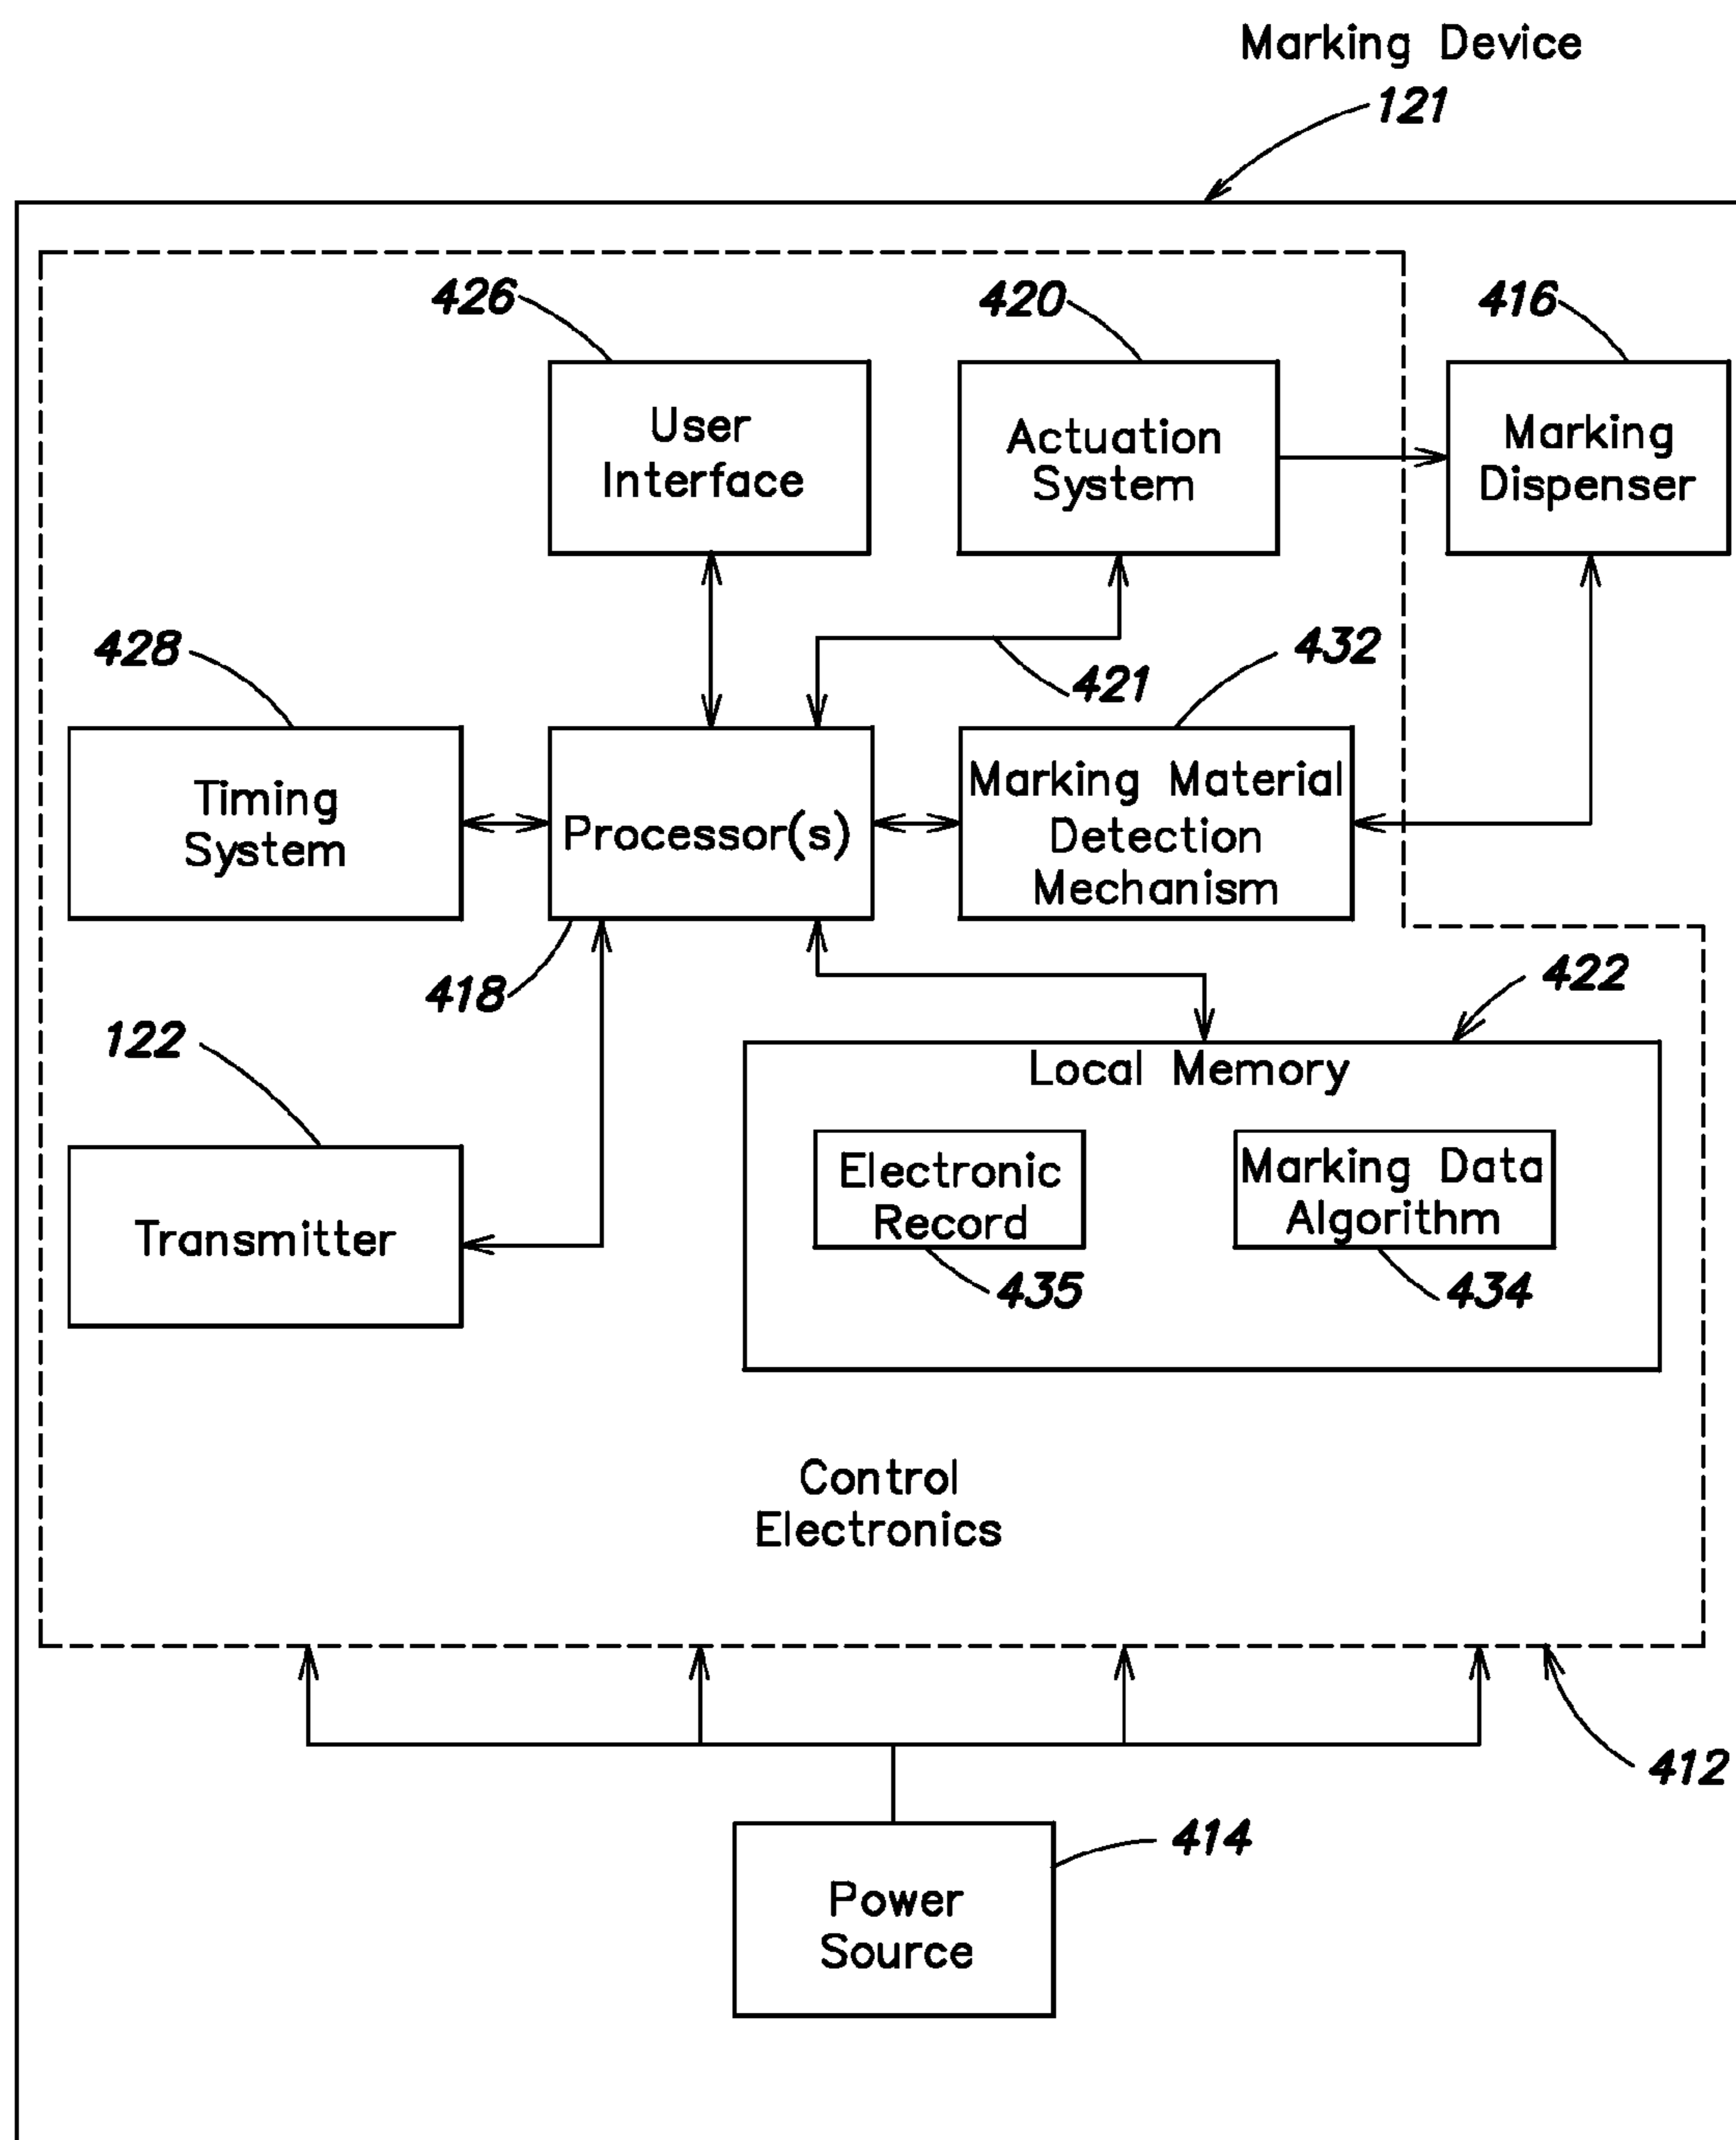 Marking Device
121
426
420
416
User
Interface
Actuation
System
Marking
Dispenser
428
421
432
Timing
System
Processor(s)
Marking Material
Detection
Mechanism
418
422
122
Local Memory
Transmitter
Electronic
Record
Marking Data
Algorithm
435
434
Control
Electronics
412
414
Power
Source